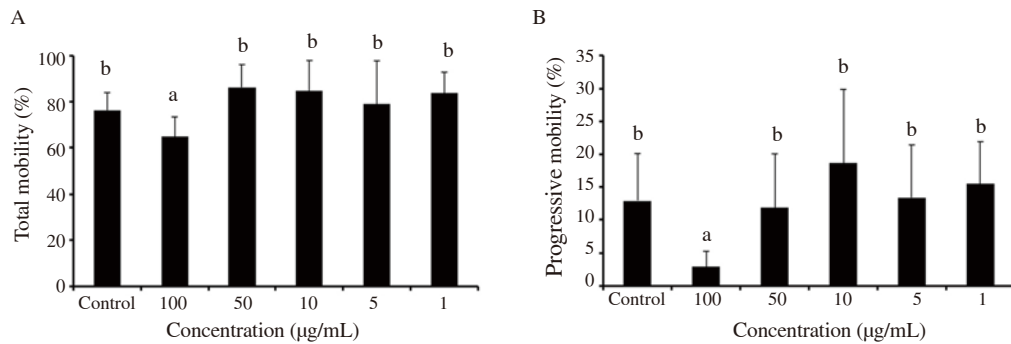 A
Total mobility (%)
100
80
60
40
20
0
b
a
b
b
b
b
Control 100 50 10 5 1
Concentration (μg/mL)
B
Progressive mobility (%)
35
30
25
20
15
10
5
0
b
a
b
b
b
b
Control 100 50 10 5 1
Concentration (μg/mL)